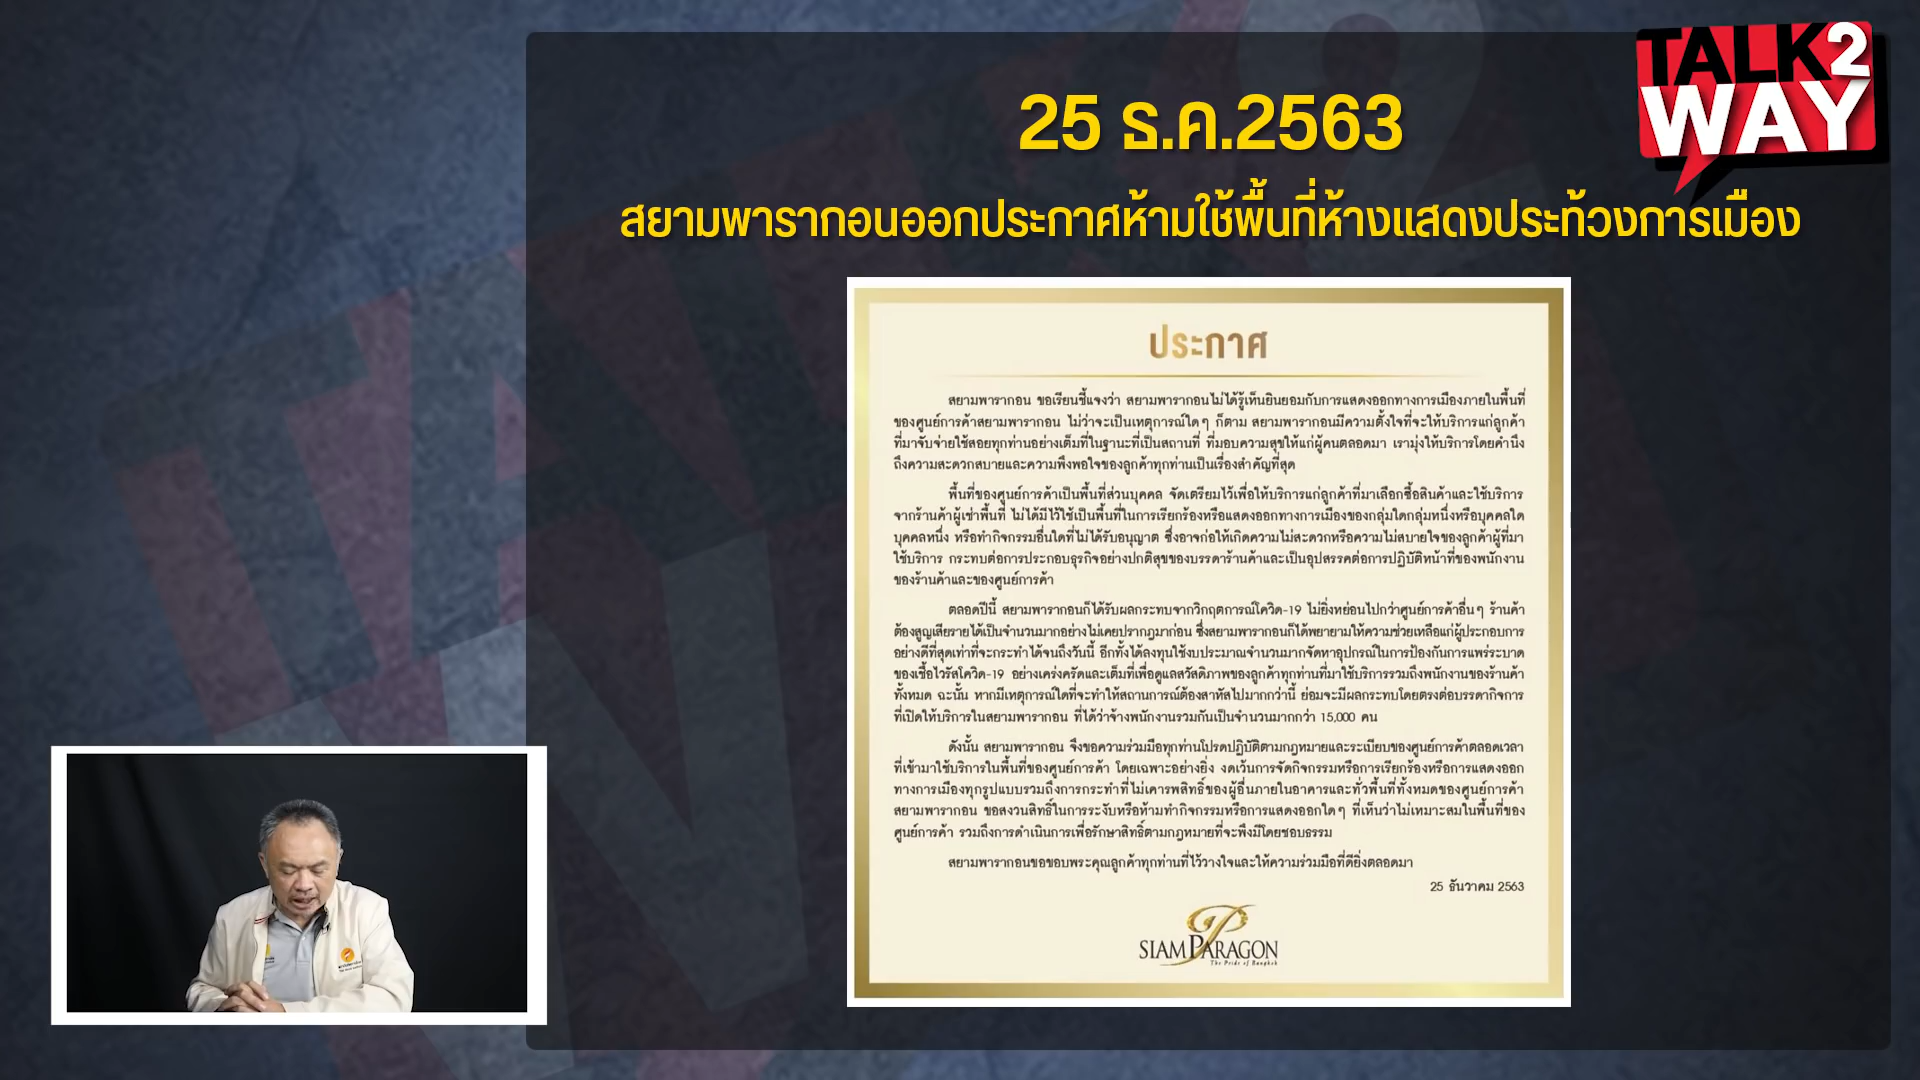 TALK2
WAY
25 ธ.ค.2563
สยามพารากอนออกประกาศห้ามใช้พื้นที่ห้างแสดงประท้วงการเมือง
ประกาศ
สยามพารากอน ขอเรียนชี้แจงว่า สยามพารากอนไม่ได้รู้เห็นยินยอมกับการแสดงออกทางการเมืองภายในพื้นที่
ของศูนย์การค้าสยามพารากอน ไม่ว่าจะเป็นเหตุการณ์ใดๆ ก็ตาม สยามพารากอนมีความตั้งใจที่จะให้บริการแก่ลูกค้า
ที่มาจับจ่ายใช้สอยทุกท่านอย่างเต็มที่ในฐานะที่เป็นสถานที่ ที่มอบความสุขให้แก่ผู้คนตลอดมา เรามุ่งให้บริการโดยคำนึง
ถึงความสะดวกสบายและความพึงพอใจของลูกค้าทุกท่านเป็นเรื่องสำคัญที่สุด
พื้นที่ของศูนย์การค้าเป็นพื้นที่ส่วนบุคคล จัดเตรียมไว้เพื่อให้บริการแก่ลูกค้าที่มาเลือกซื้อสินค้าและใช้บริการ
จากร้านค้าผู้เช่าพื้นที่ ไม่ได้มีไว้ใช้เป็นพื้นที่ในการเรียกร้องหรือแสดงออกทางการเมืองของกลุ่มใดกลุ่มหนึ่งหรือบุคคลใด
บุคคลหนึ่ง หรือทำกิจกรรมอื่นใดที่ไม่ได้รับอนุญาต ซึ่งอาจก่อให้เกิดความไม่สะดวกหรือความไม่สบายใจของลูกค้าผู้ที่มา
ใช้บริการ กระทบต่อการประกอบธุรกิจอย่างปกติสุขของบรรดาร้านค้าและเป็นอุปสรรคต่อการปฏิบัติหน้าที่ของพนักงาน
ของร้านค้าและของศูนย์การค้า
ตลอดปีนี้ สยามพารากอนก็ได้รับผลกระทบจากวิกฤตการณ์โควิด-19 ไม่ยิ่งหย่อนไปกว่าศูนย์การค้าอื่นๆ ร้านค้า
ต้องสูญเสียรายได้เป็นจำนวนมากอย่างไม่เคยปรากฏมาก่อน ซึ่งสยามพารากอนก็ได้พยายามให้ความช่วยเหลือแก่ผู้ประกอบการ
อย่างดีที่สุดเท่าที่จะกระทำได้จนถึงวันนี้ อีกทั้งได้ลงทุนใช้งบประมาณจำนวนมากจัดหาอุปกรณ์ในการป้องกันการแพร่ระบาด
ของเชื้อไวรัสโควิด-19 อย่างเคร่งครัดและเต็มที่เพื่อดูแลสวัสดิภาพของลูกค้าทุกท่านที่มาใช้บริการรวมถึงพนักงานของร้านค้า
ทั้งหมด ฉะนั้น หากมีเหตุการณ์ใดที่จะทำให้สถานการณ์ต้องสาหัสไปมากกว่านี้ ย่อมจะมีผลกระทบโดยตรงต่อบรรดากิจการ
ที่เปิดให้บริการในสยามพารากอน ที่ได้ว่าจ้างพนักงานรวมกันเป็นจำนวนมากกว่า 15,000 คน
ดังนั้น สยามพารากอน จึงขอความร่วมมือทุกท่านโปรดปฏิบัติตามกฎหมายและระเบียบของศูนย์การค้าตลอดเวลา
ที่เข้ามาใช้บริการในพื้นที่ของศูนย์การค้า โดยเฉพาะอย่างยิ่ง งดเว้นการจัดกิจกรรมหรือการเรียกร้องหรือการแสดงออก
ทางการเมืองทุกรูปแบบรวมถึงการกระทำที่ไม่เคารพสิทธิ์ของผู้อื่นภายในอาคารและทั่วพื้นที่ทั้งหมดของศูนย์การค้า
สยามพารากอน ขอสงวนสิทธิ์ในการระงับหรือห้ามทำกิจกรรมหรือการแสดงออกใดๆ ที่เห็นว่าไม่เหมาะสมในพื้นที่ของ
ศูนย์การค้า รวมถึงการดำเนินการเพื่อรักษาสิทธิ์ตามกฎหมายที่จะพึงมีโดยชอบธรรม
สยามพารากอนขอขอบพระคุณลูกค้าทุกท่านที่ไว้วางใจและให้ความร่วมมือที่ดียิ่งตลอดมา
25 ธันวาคม 2563
SIAM PARAGON
The Pride of Bangkok